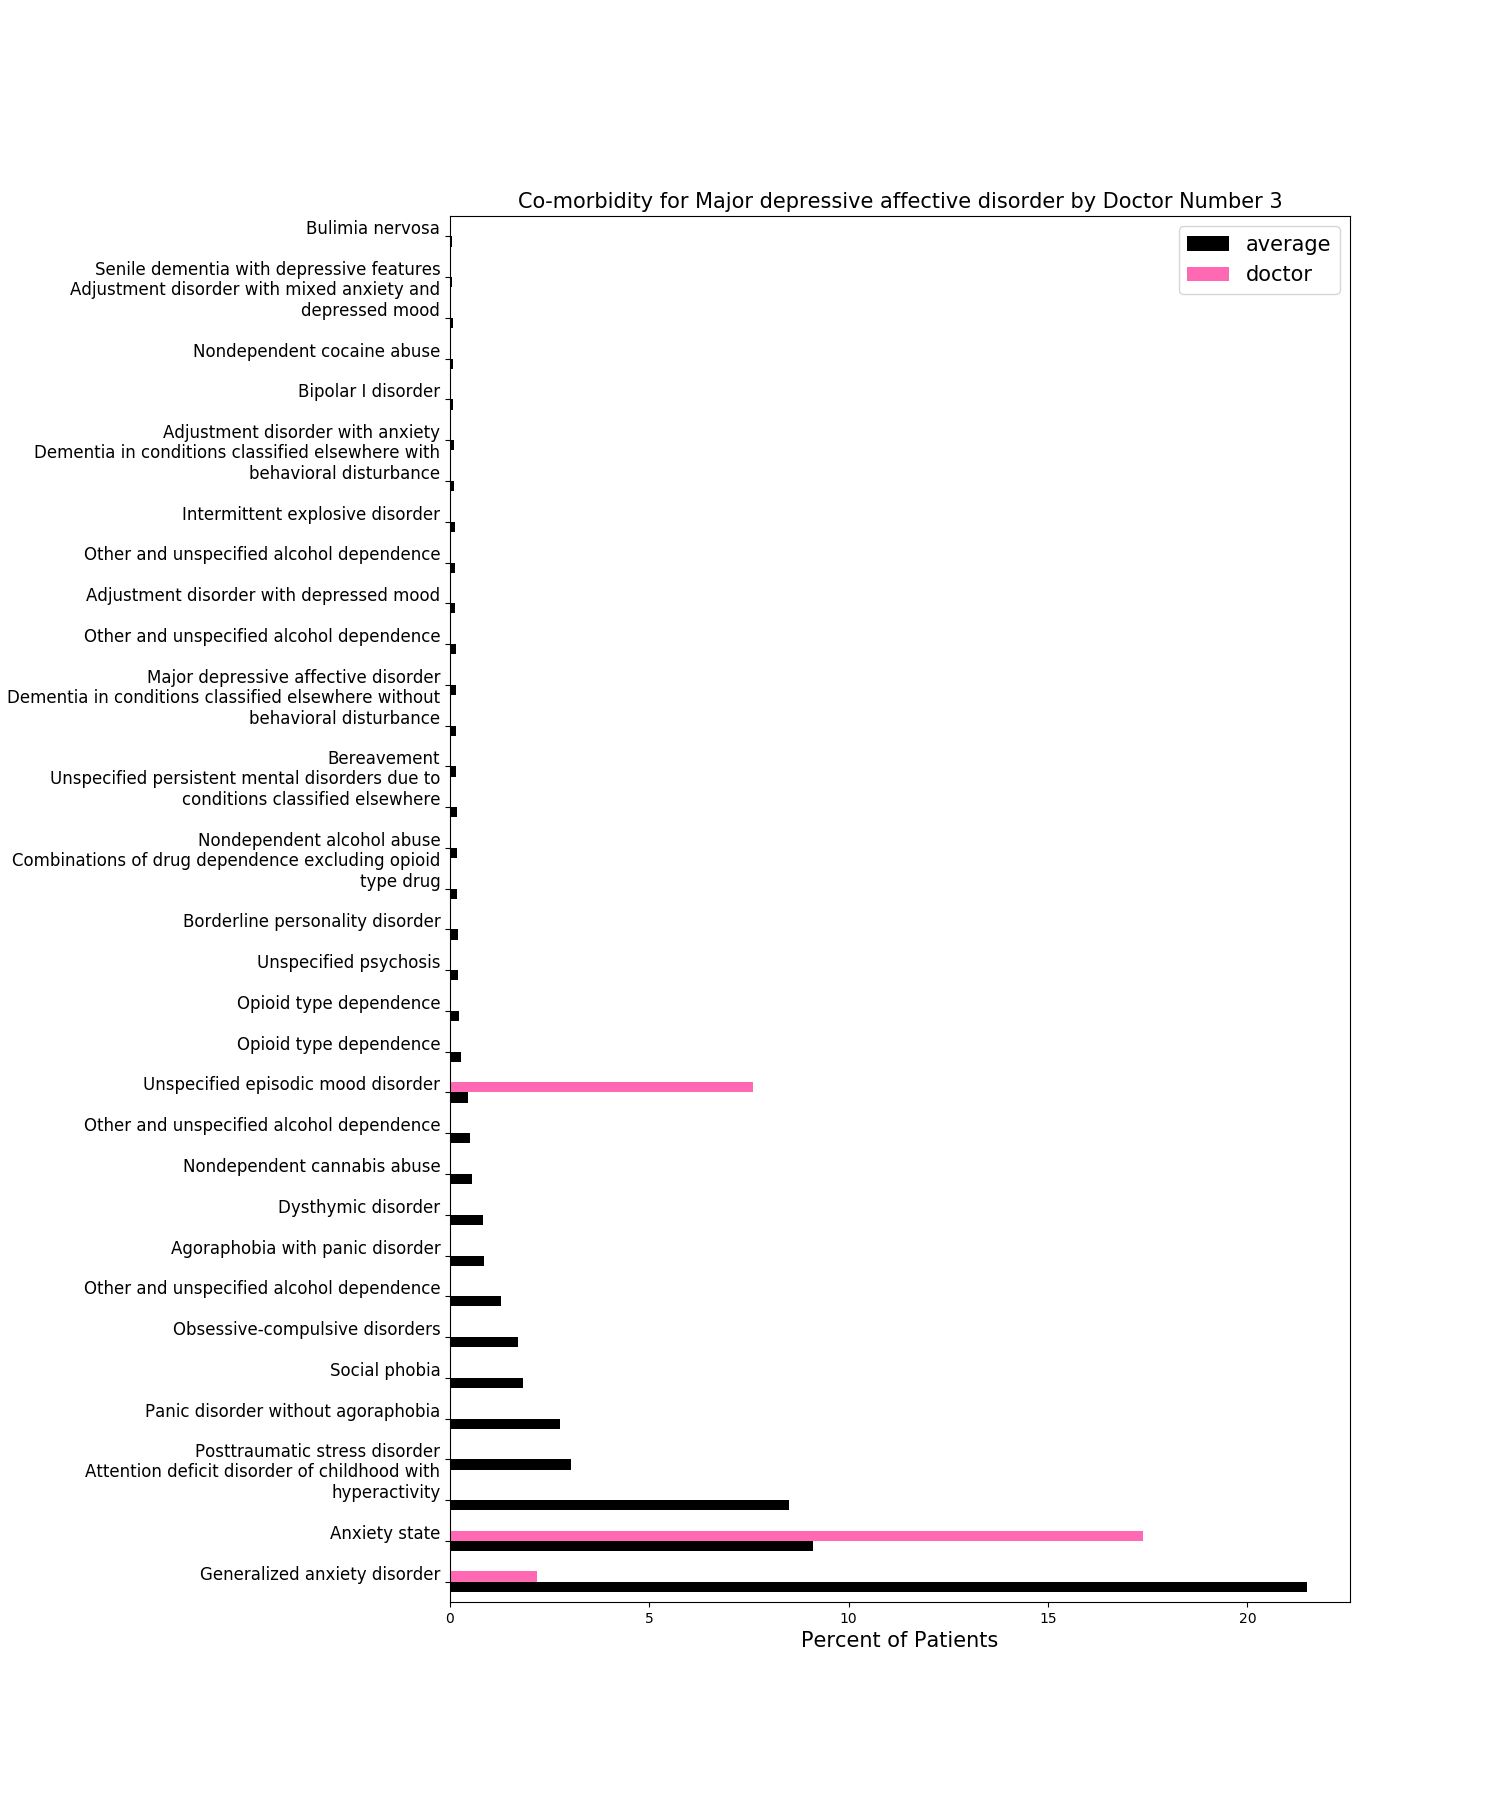 Co-morbidity for Major depressive affective disorder by Doctor Number 3
average
doctor
Bulimia nervosa
Senile dementia with depressive features
Adjustment disorder with mixed anxiety and
depressed mood
Nondependent cocaine abuse
Bipolar I disorder
Adjustment disorder with anxiety
Dementia in conditions classified elsewhere with
behavioral disturbance
Intermittent explosive disorder
Other and unspecified alcohol dependence
Adjustment disorder with depressed mood
Other and unspecified alcohol dependence
Major depressive affective disorder
Dementia in conditions classified elsewhere without
behavioral disturbance
Bereavement
Unspecified persistent mental disorders due to
conditions classified elsewhere
Nondependent alcohol abuse
Combinations of drug dependence excluding opioid
type drug
Borderline personality disorder
Unspecified psychosis
Opioid type dependence
Opioid type dependence
Unspecified episodic mood disorder
Other and unspecified alcohol dependence
Nondependent cannabis abuse
Dysthymic disorder
Agoraphobia with panic disorder
Other and unspecified alcohol dependence
Obsessive-compulsive disorders
Social phobia
Panic disorder without agoraphobia
Posttraumatic stress disorder
Attention deficit disorder of childhood with
hyperactivity
Anxiety state
Generalized anxiety disorder
0 5 10 15 20
Percent of Patients